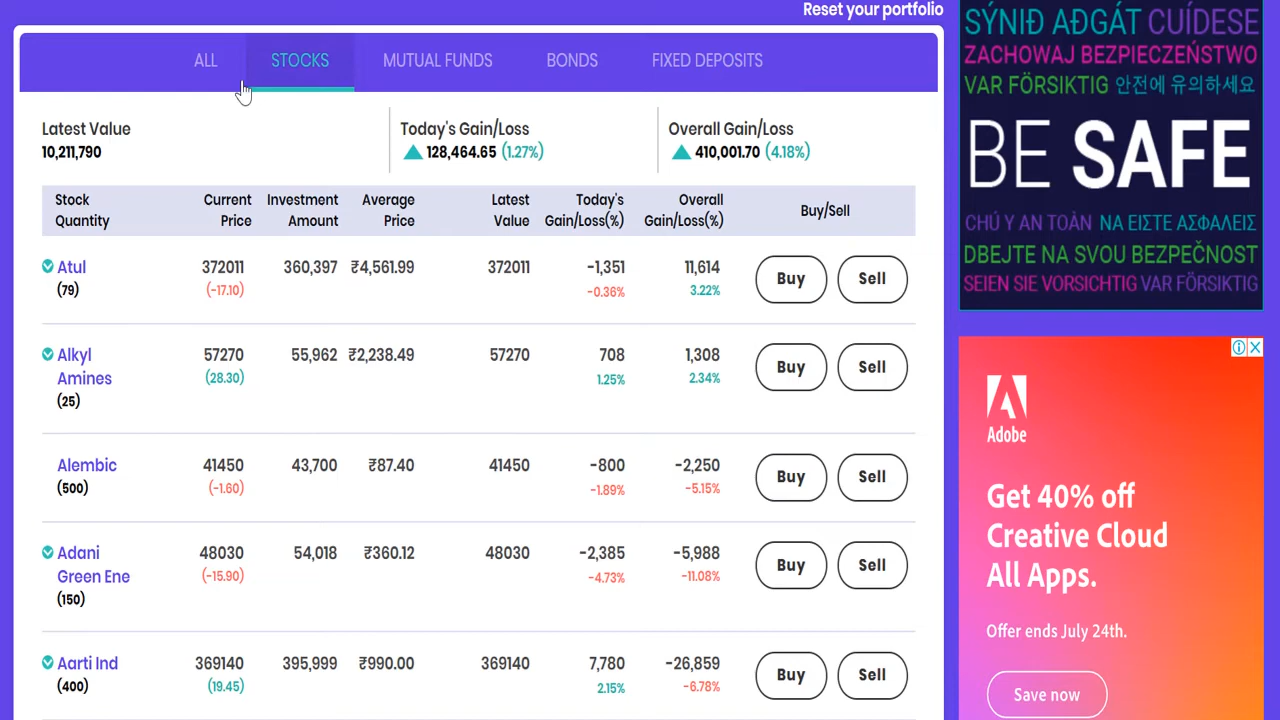 Reset your portfolio
ALL STOCKS MUTUAL FUNDS BONDS FIXED DEPOSITS
Latest Value
10,211,790
Today's Gain/Loss
128,464.65 (1.27%)
Overall Gain/Loss
410,001.70 (4.18%)
Stock Quantity Current Price Investment Amount Average Price Latest Value Today's Gain/Loss(%) Overall Gain/Loss(%) Buy/Sell
Atul 372011 360,397 ₹4,561.99 372011 -1,351 11,614 Buy Sell
(79) (-17.10) -0.36% 3.22%
Alkyl 57270 55,962 ₹2,238.49 57270 708 1,308 Buy Sell
Amines (28.30) 1.25% 2.34%
(25)
Alembic 41450 43,700 ₹87.40 41450 -800 -2,250 Buy Sell
(500) (-1.60) -1.89% -5.15%
Adani 48030 54,018 ₹360.12 48030 -2,385 -5,988 Buy Sell
Green Ene (-15.90) -4.73% -11.08%
(150)
Aarti Ind 369140 395,999 ₹990.00 369140 7,780 -26,859 Buy Sell
(400) (19.45) 2.15% -6.78%
SÝNIÐ AÐGÁT CUÍDESE
ZACHOWAJ BEZPIECZEŃSTWO
VAR FÖRSIKTIG 안전에 유의하세요
BE SAFE
CHÚ Ý AN TOÀN ΝΑ ΕΙΣΤΕ ΑΣΦΑΛΕΙΣ
DBEJTE NA SVOU BEZPEČNOST
SEIEN SIE VORSICHTIG VAR FÖRSIKTIG
Adobe
Get 40% off
Creative Cloud
All Apps.
Offer ends July 24th.
Save now